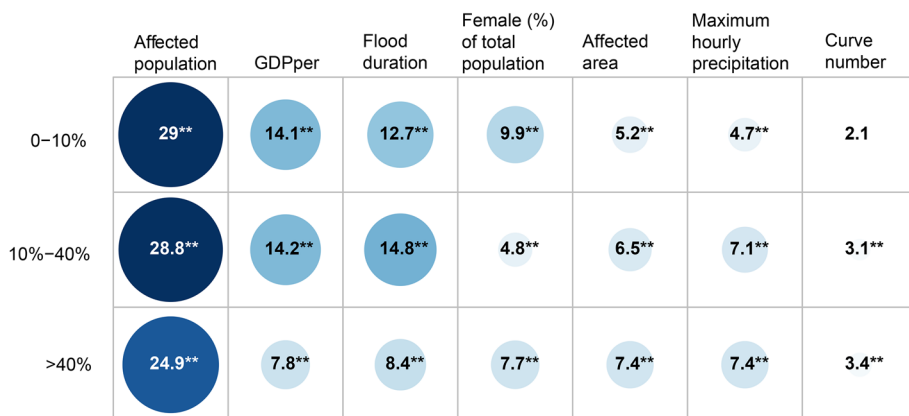 Affected
population
GDPper
Flood
duration
Female (%)
of total
population
Affected
area
Maximum
hourly
precipitation
Curve
number
0−10%
29**
14.1**
12.7**
9.9**
5.2**
4.7**
2.1
10%−40%
28.8**
14.2**
14.8**
4.8**
6.5**
7.1**
3.1**
>40%
24.9**
7.8**
8.4**
7.7**
7.4**
7.4**
3.4**